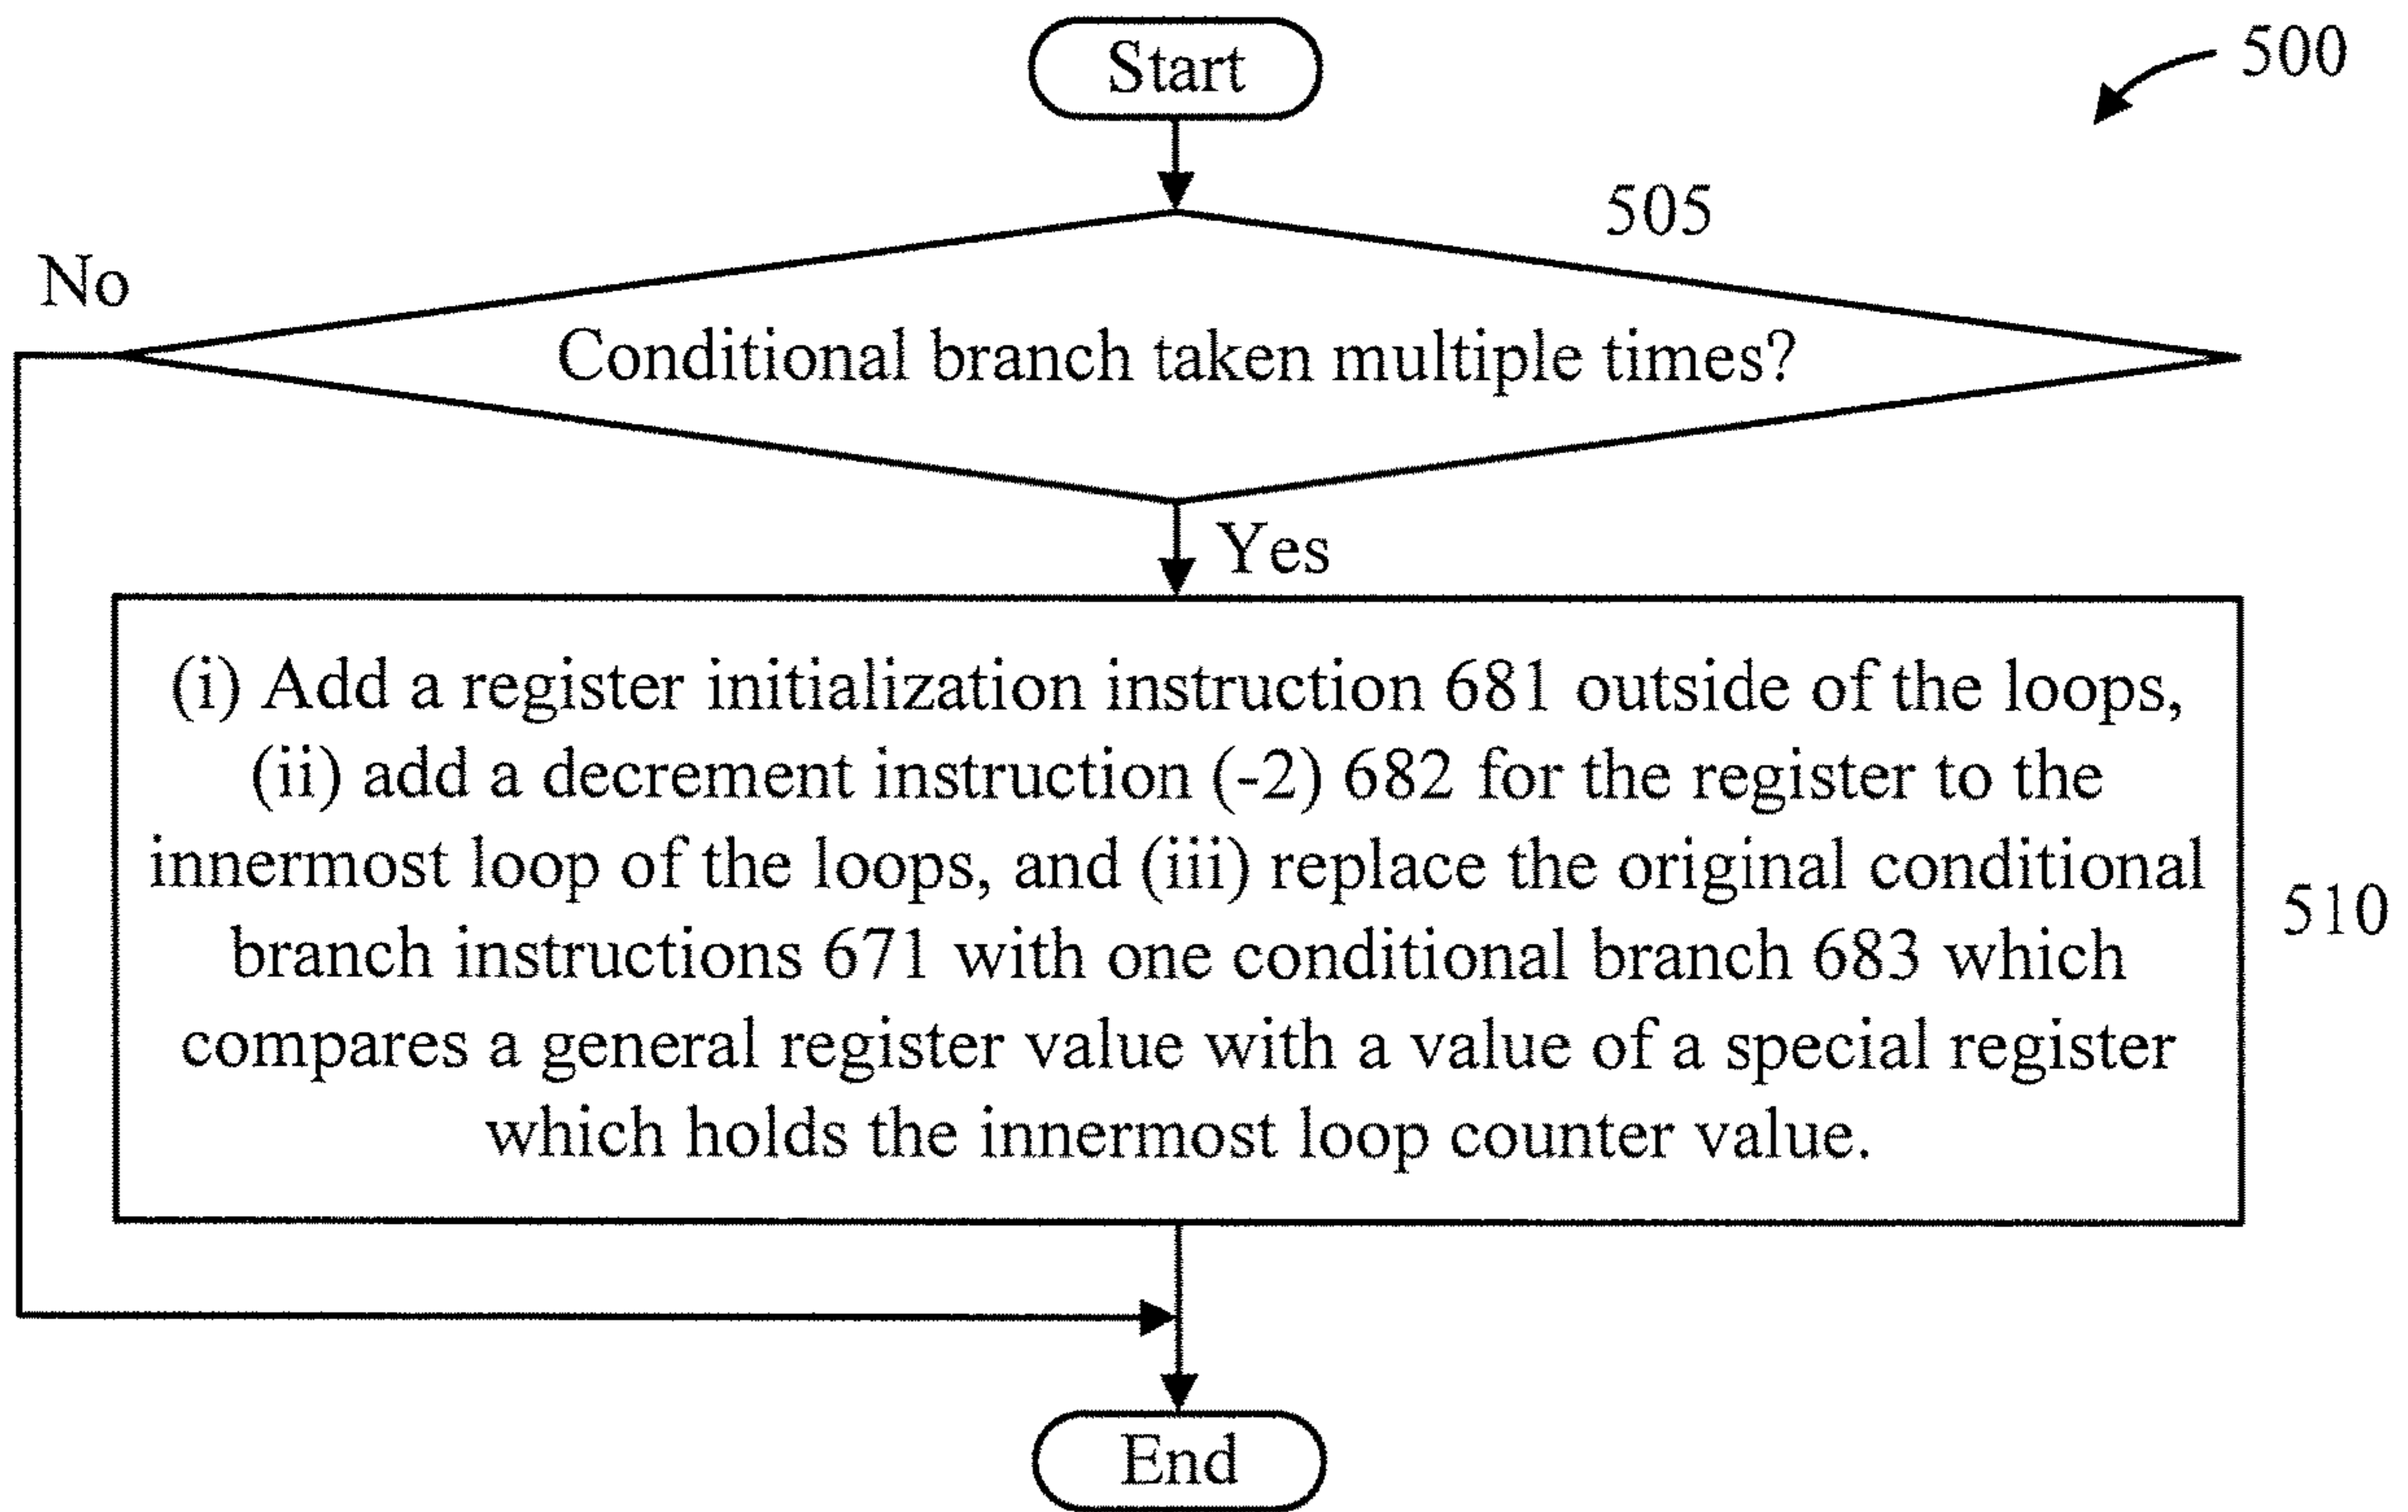 Start
500
505
No
Conditional branch taken multiple times?
Yes
(i) Add a register initialization instruction 681 outside of the loops,
(ii) add a decrement instruction (-2) 682 for the register to the
innermost loop of the loops, and (iii) replace the original conditional
branch instructions 671 with one conditional branch 683 which
compares a general register value with a value of a special register
which holds the innermost loop counter value.
510
End